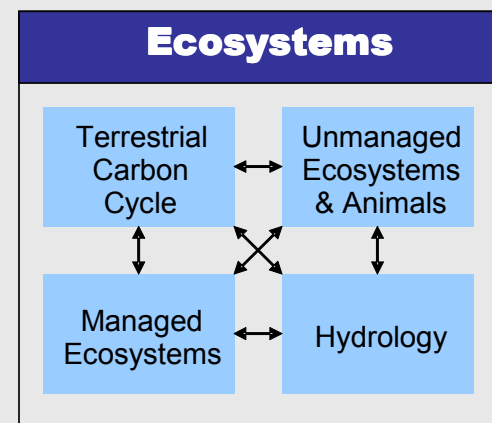 Ecosystems
Terrestrial
Carbon
Cycle
Unmanaged
Ecosystems
& Animals
Managed
Ecosystems
Hydrology